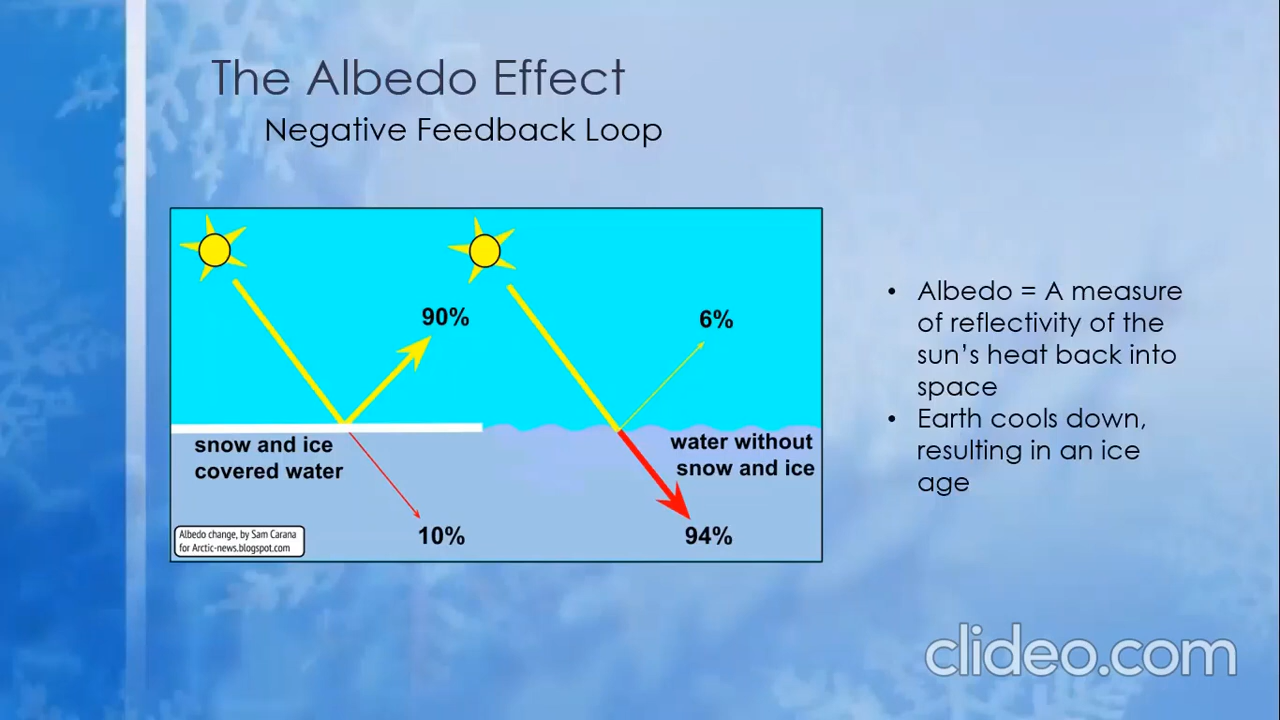 The Albedo Effect
Negative Feedback Loop
90%
6%
snow and ice
covered water
water without
snow and ice
10%
94%
Albedo change, by Sam Carana
for Arctic-news.blogspot.com
• Albedo = A measure
of reflectivity of the
sun’s heat back into
space
• Earth cools down,
resulting in an ice
age
clideo.com